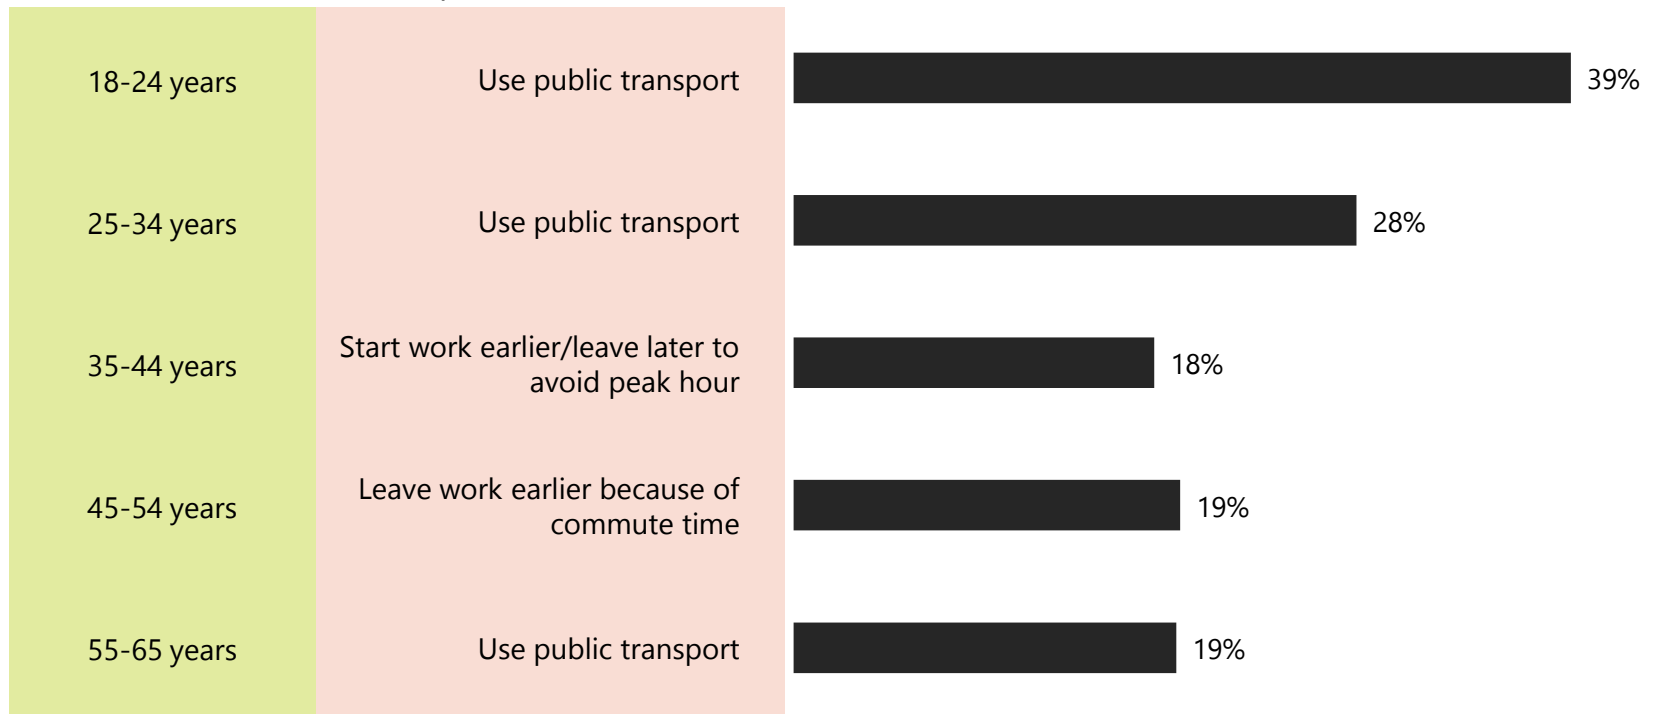 18-24 years
Use public transport
39%
25-34 years
Use public transport
28%
35-44 years
Start work earlier/leave later to
avoid peak hour
18%
45-54 years
Leave work earlier because of
commute time
19%
55-65 years
Use public transport
19%